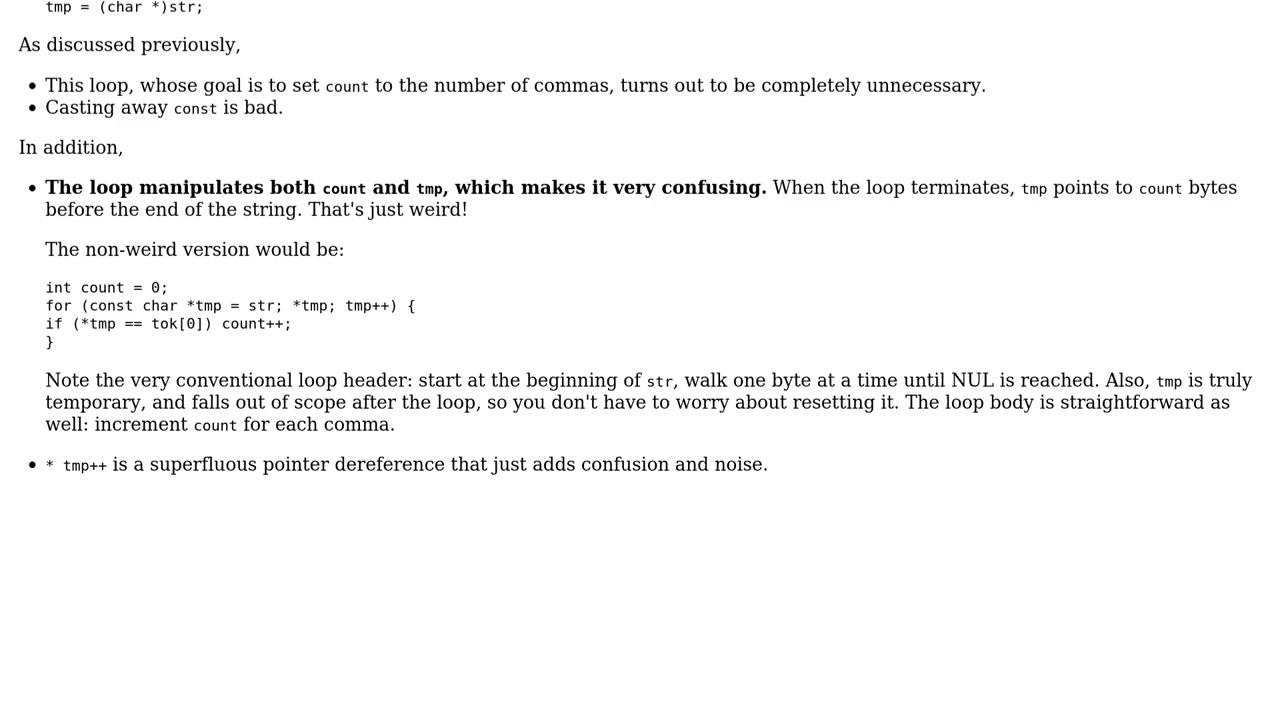 tmp = (char *)str;
As discussed previously,
• This loop, whose goal is to set count to the number of commas, turns out to be completely unnecessary.
• Casting away const is bad.
In addition,
• The loop manipulates both count and tmp, which makes it very confusing. When the loop terminates, tmp points to count bytes
before the end of the string. That's just weird!
The non-weird version would be:
int count = 0;
for (const char *tmp = str; *tmp; tmp++) {
if (*tmp == tok[0]) count++;
}
Note the very conventional loop header: start at the beginning of str, walk one byte at a time until NUL is reached. Also, tmp is truly
temporary, and falls out of scope after the loop, so you don't have to worry about resetting it. The loop body is straightforward as
well: increment count for each comma.
• * tmp++ is a superfluous pointer dereference that just adds confusion and noise.